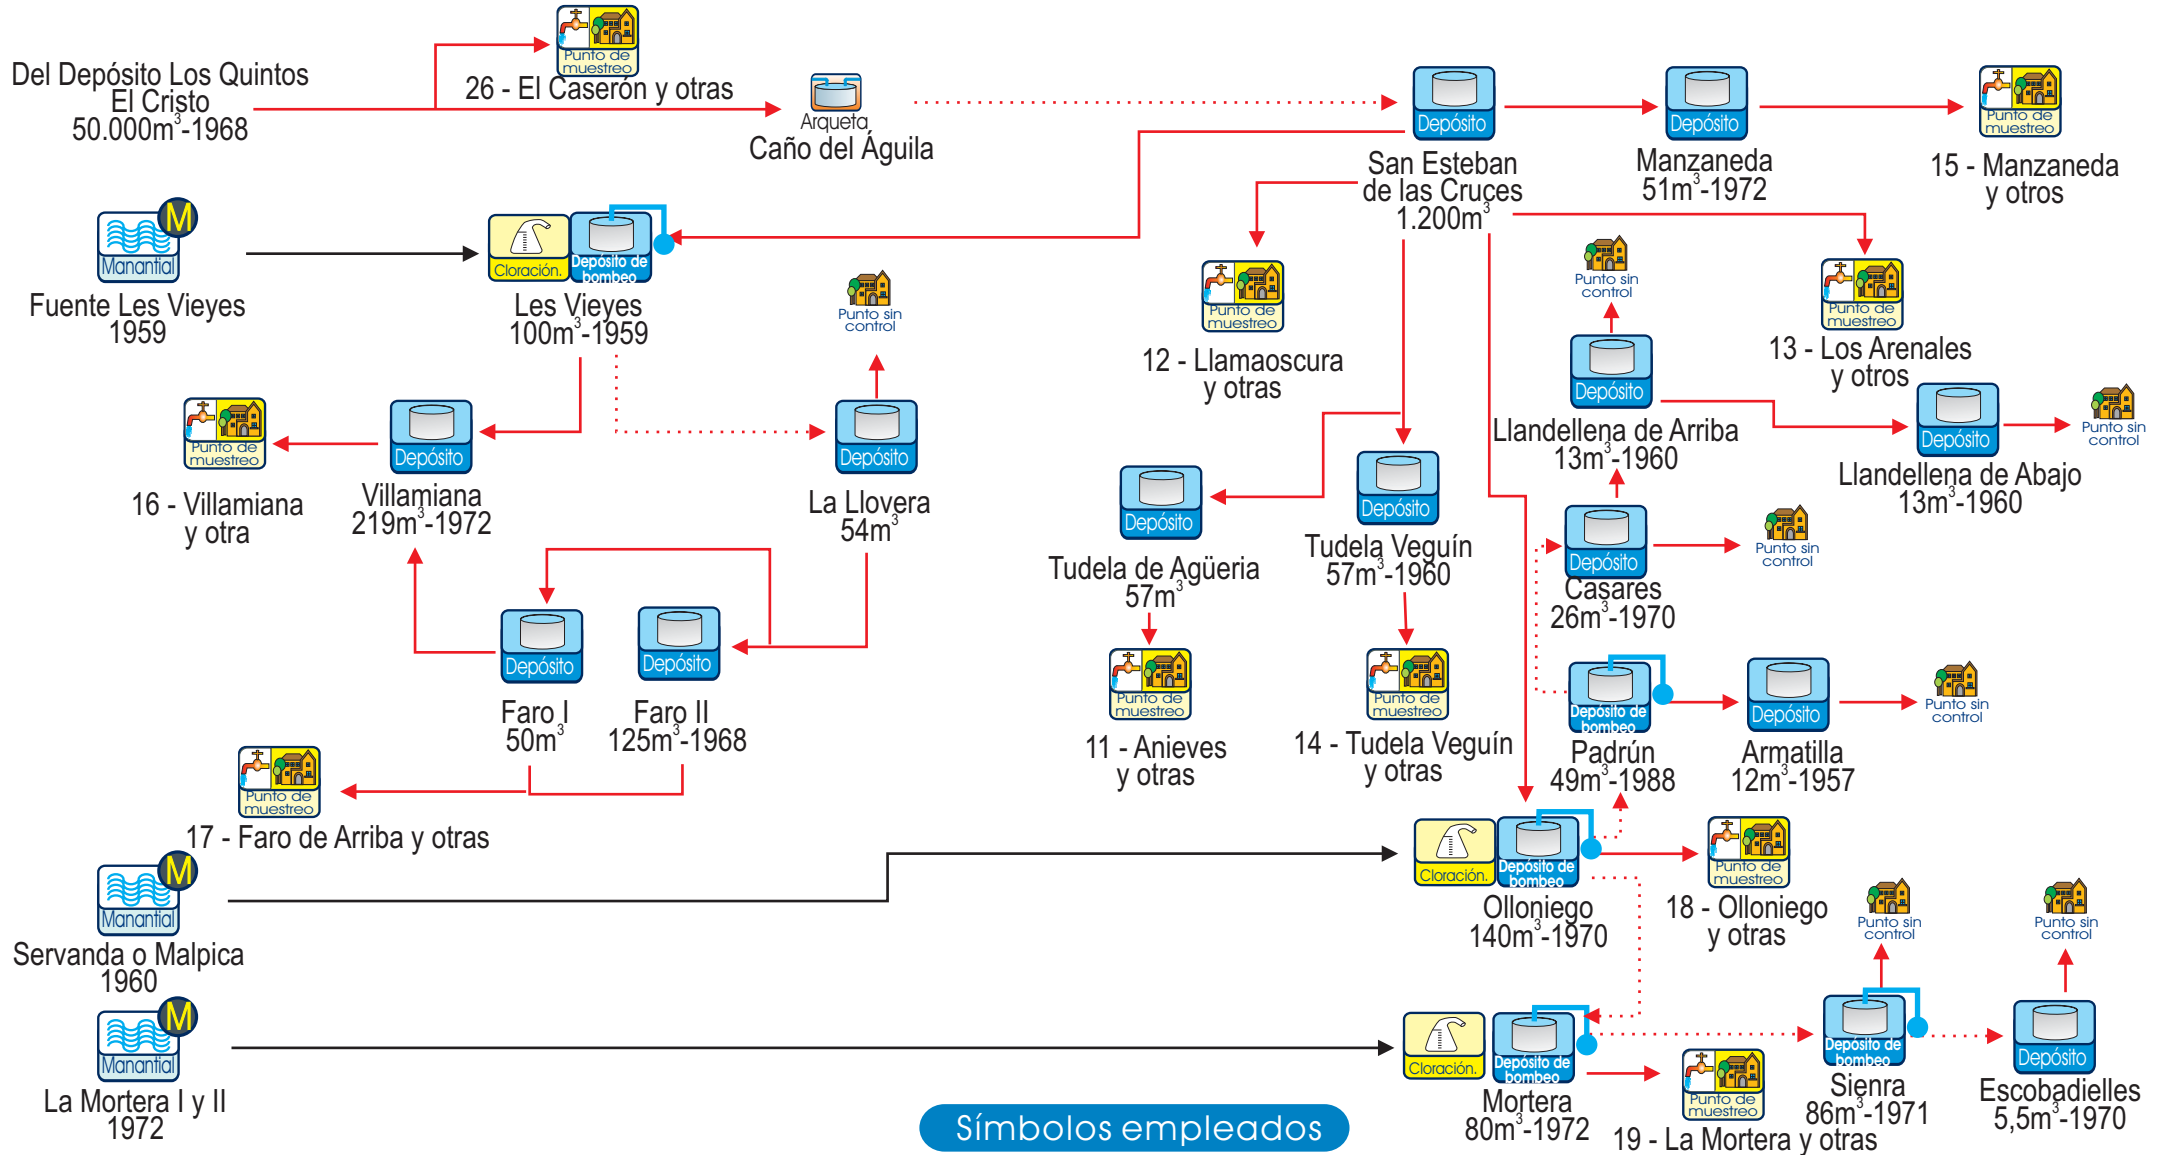 Punto de
muestreo
26 - El Caserón y otras
Del Depósito Los Quintos
El Cristo
50.000m³-1968
Arqueta
Caño del Águila
Depósito
San Esteban
de las Cruces
1.200m³
Depósito
Manzaneda
51m³-1972
Punto de
muestreo
15 - Manzaneda
y otros
M
Manantial
Fuente Les Vieyes
1959
Cloración.
Depósito de
bombeo
Les Vieyes
100m³-1959
Punto sin
control
Punto de
muestreo
12 - Llamaoscura
y otras
Punto sin
control
Punto de
muestreo
13 - Los Arenales
y otros
Depósito
Llandellena de Arriba
13m³-1960
Depósito
Llandellena de Abajo
13m³-1960
Punto sin
control
Punto de
muestreo
16 - Villamiana
y otra
Depósito
Villamiana
219m³-1972
Depósito
La Llovera
54m³
Depósito
Tudela de Agüeria
57m³
Depósito
Tudela Veguín
57m³-1960
Depósito
Casares
26m³-1970
Punto sin
control
Depósito
Faro I
50m³
Depósito
Faro II
125m³-1968
Punto de
muestreo
11 - Anieves
y otras
Punto de
muestreo
14 - Tudela Veguín
y otras
Depósito de
bombeo
Padrún
49m³-1988
Depósito
Armatilla
12m³-1957
Punto sin
control
Punto de
muestreo
17 - Faro de Arriba y otras
M
Manantial
Servanda o Malpica
1960
Cloración.
Depósito de
bombeo
Olloniego
140m³-1970
Punto de
muestreo
18 - Olloniego
y otras
Punto sin
control
Punto sin
control
M
Manantial
La Mortera I y II
1972
Cloración.
Depósito de
bombeo
Mortera
80m³-1972
Punto de
muestreo
19 - La Mortera y otras
Depósito de
bombeo
Sienra
86m³-1971
Depósito
Escobadielles
5,5m³-1970
Símbolos empleados